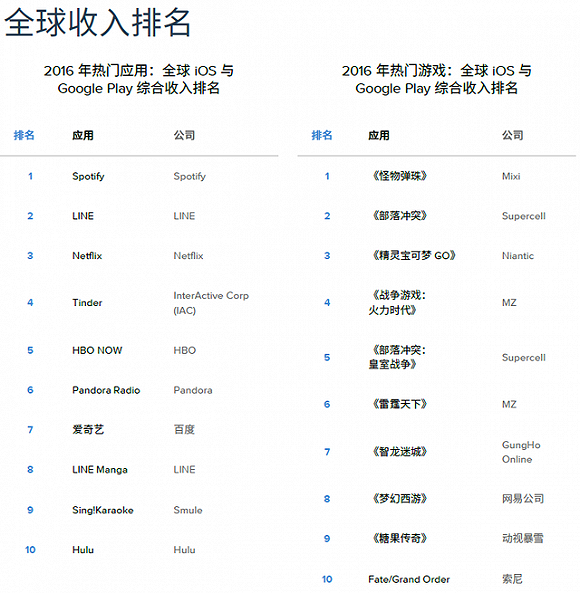 全球收入排名
2016 年热门应用：全球 iOS 与
Google Play 综合收入排名
排名 应用 公司
1 Spotify Spotify
2 LINE LINE
3 Netflix Netflix
4 Tinder InterActive Corp
(IAC)
5 HBO NOW HBO
6 Pandora Radio Pandora
7 爱奇艺 百度
8 LINE Manga LINE
9 Sing!Karaoke Smule
10 Hulu Hulu
2016 年热门游戏：全球 iOS 与
Google Play 综合收入排名
排名 应用 公司
1 《怪物弹珠》 Mixi
2 《部落冲突》 Supercell
3 《精灵宝可梦 GO》 Niantic
4 《战争游戏：
火力时代》 MZ
5 《部落冲突：
皇室战争》 Supercell
6 《雷霆天下》 MZ
7 《智龙迷城》 GungHo
Online
8 《梦幻西游》 网易公司
9 《糖果传奇》 动视暴雪
10 Fate/Grand Order 索尼